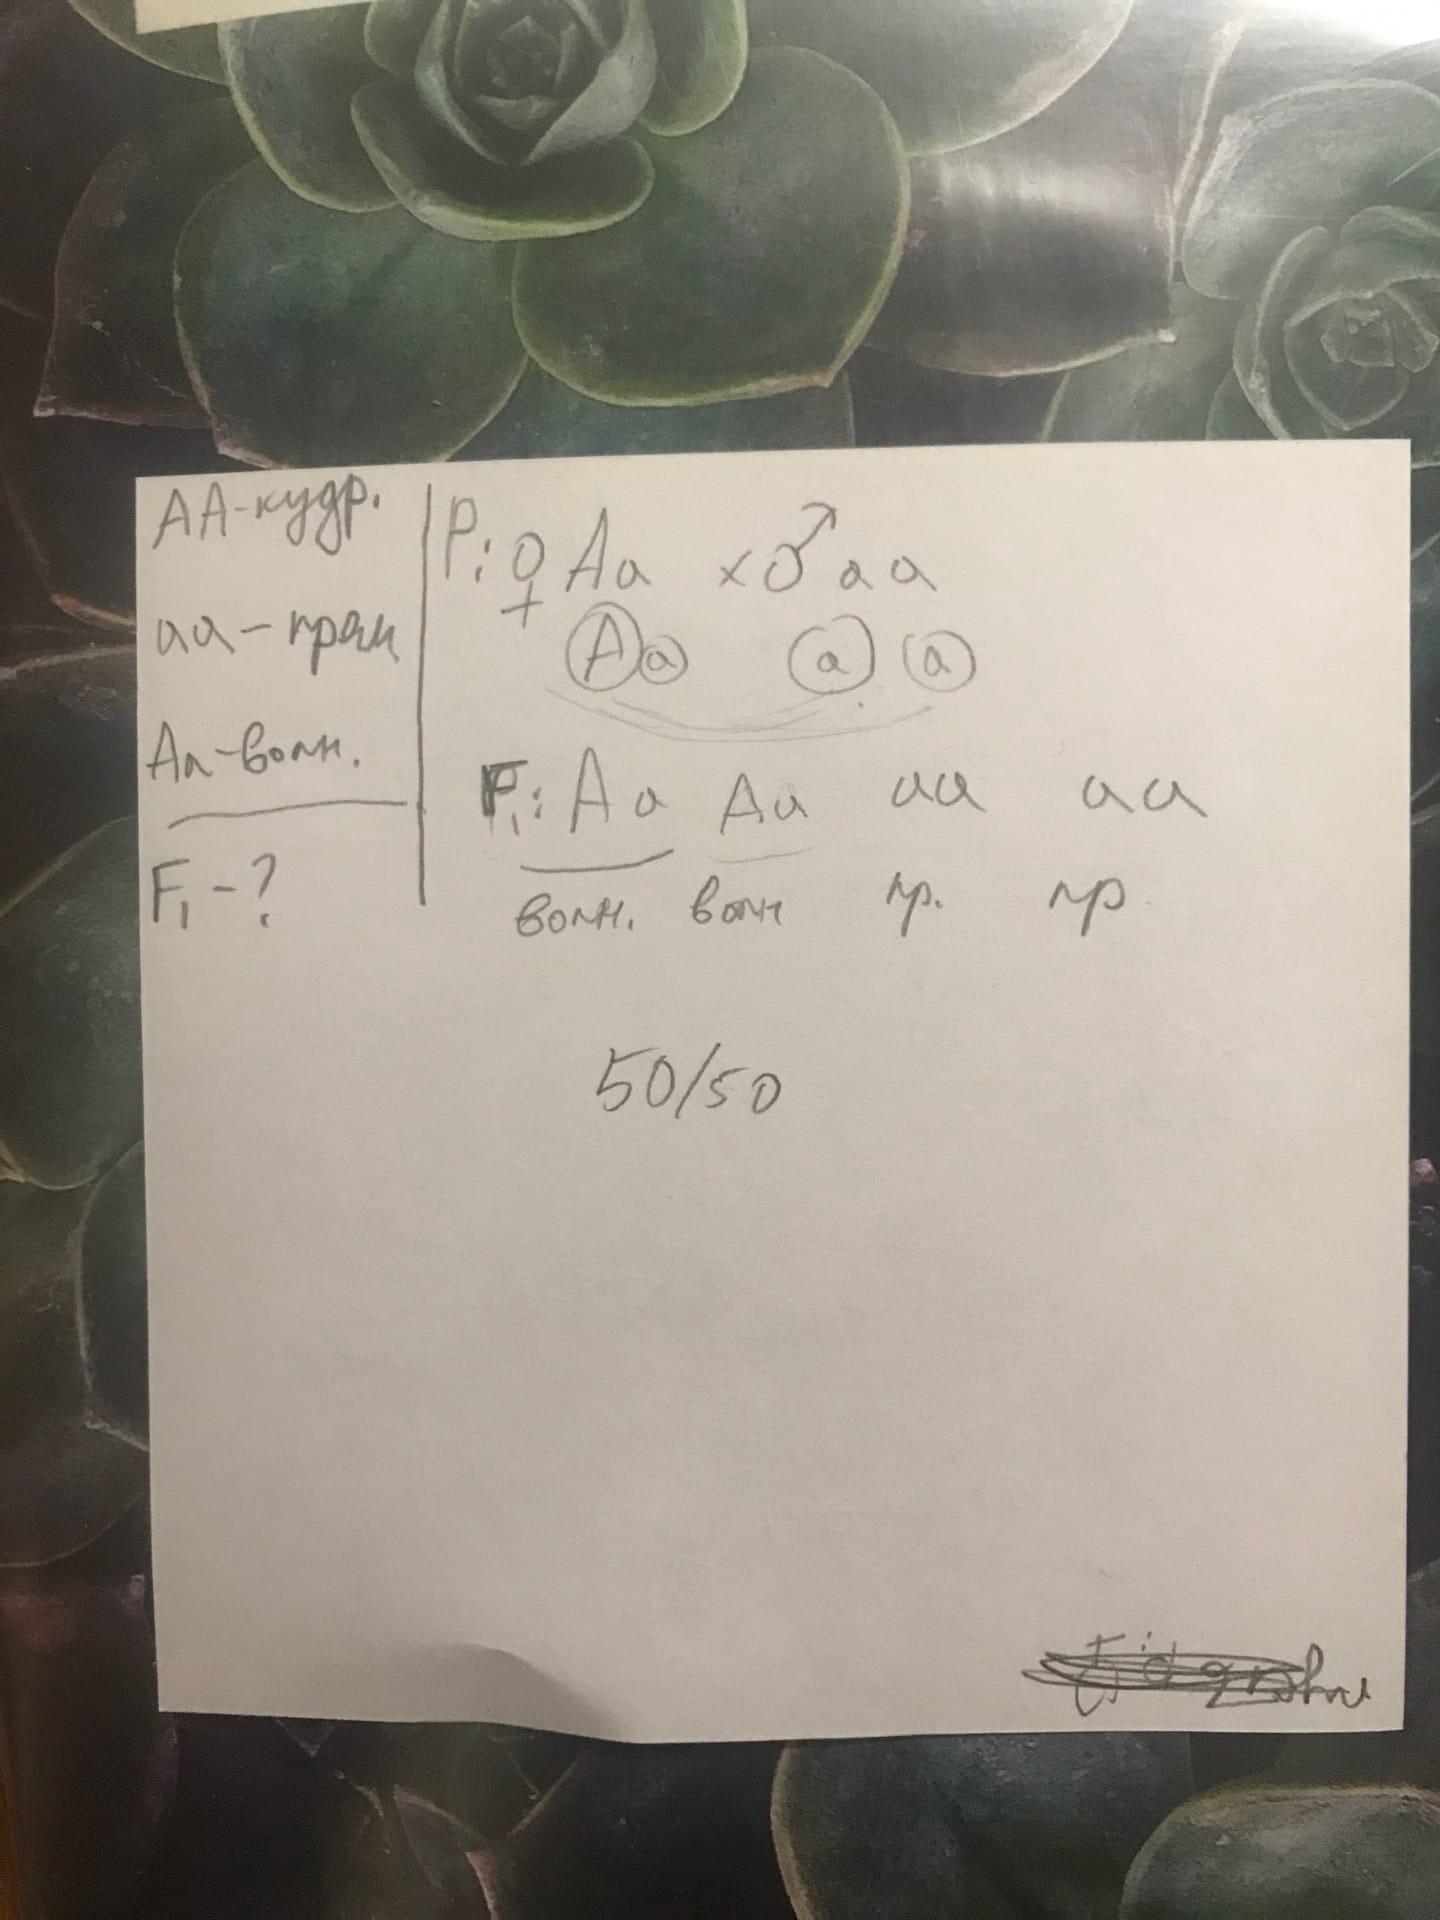 АА-кудр.
аа-прям
Аа-волн.
F1-?
P: ♀ Аа х ♂ аа
А а а а
F1: Аа Аа аа аа
волн. волн пр. пр
50/50